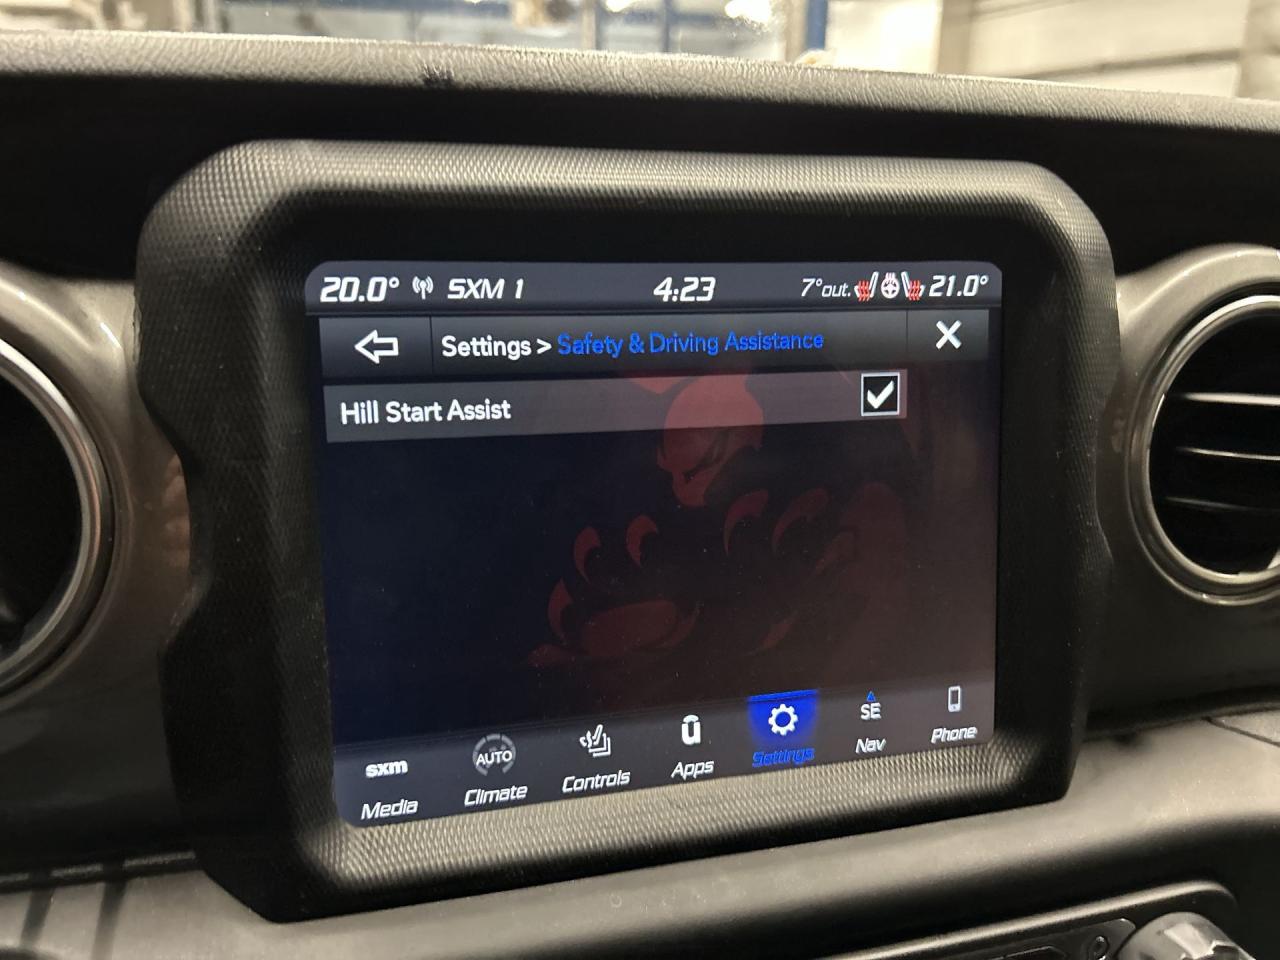 20.0° SXM 1 4:23 7°out. 21.0°
Settings > Safety & Driving Assistance
Hill Start Assist
sxm AUTO SE
Media Climate Controls Apps Settings Nav Phone